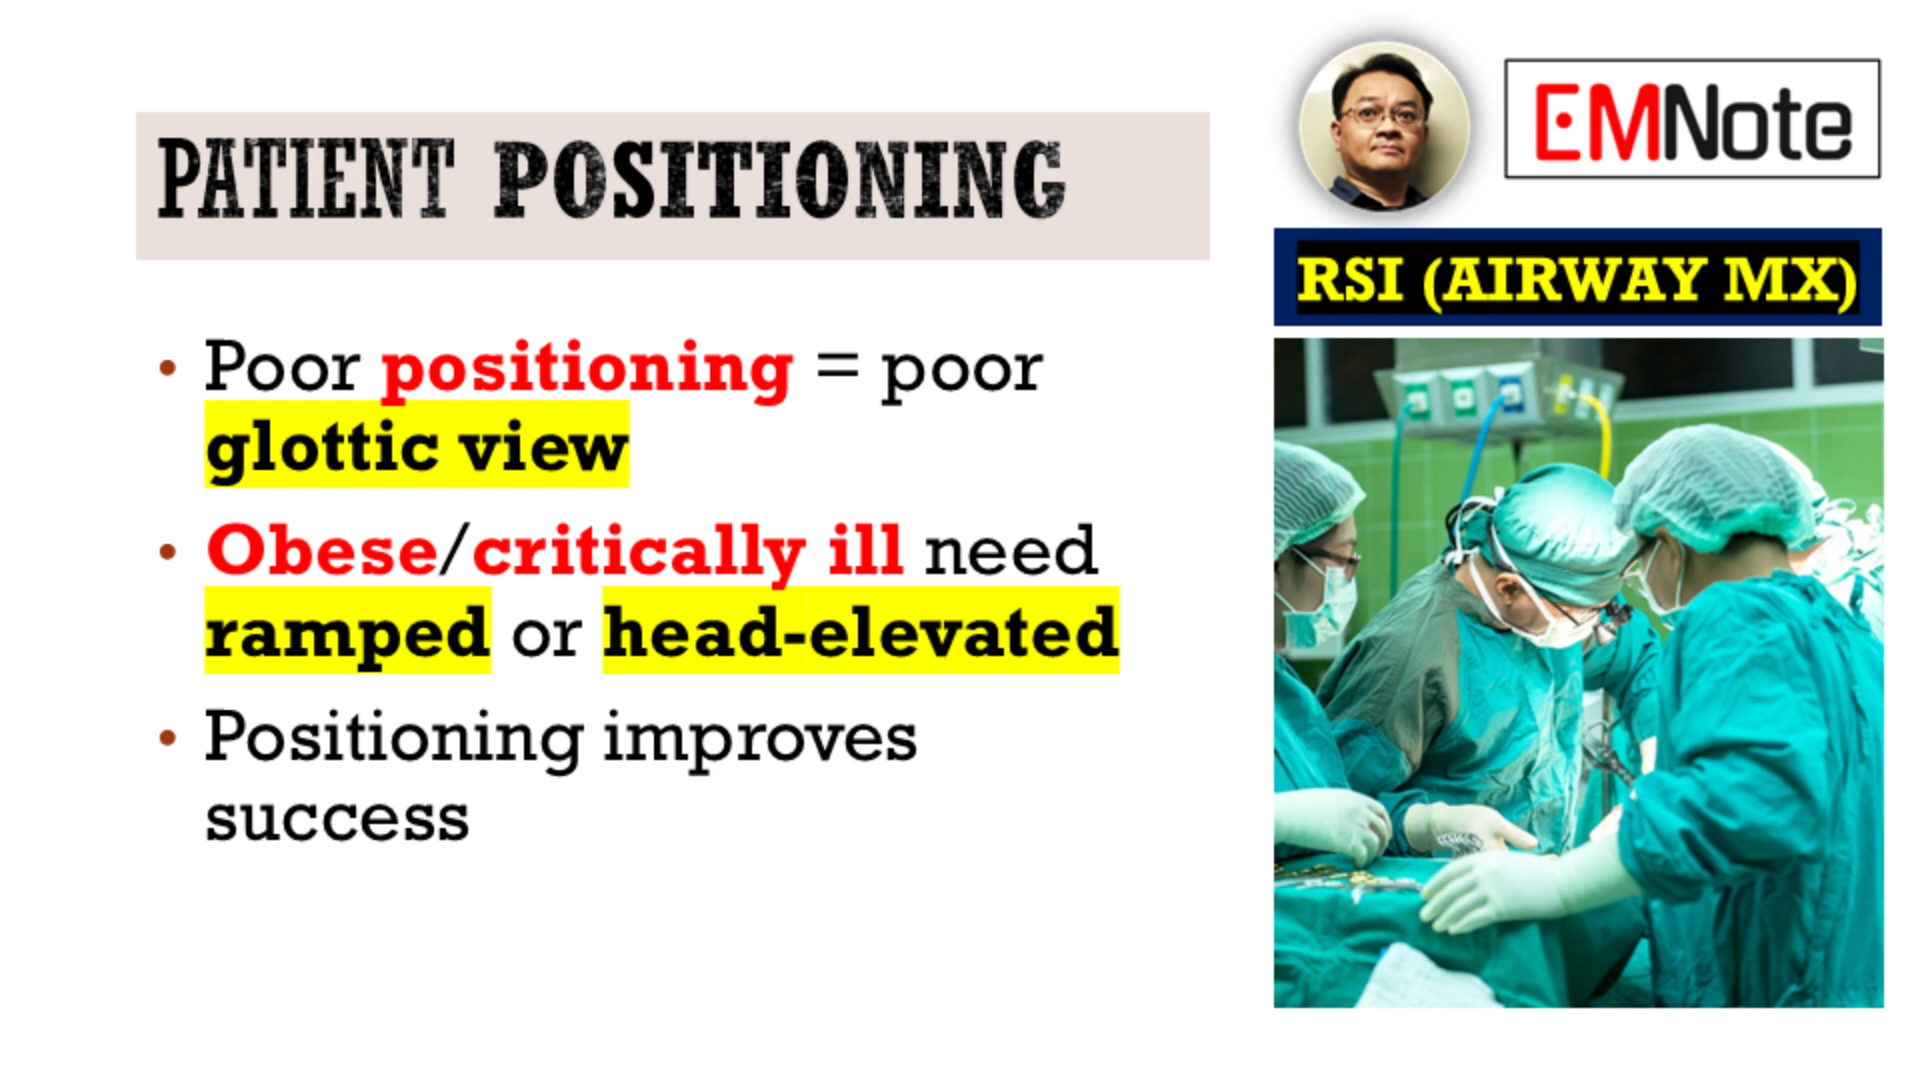 PATIENT POSITIONING
EMNote
RSI (AIRWAY MX)
• Poor positioning = poor
glottic view
• Obese/critically ill need
ramped or head-elevated
• Positioning improves
success